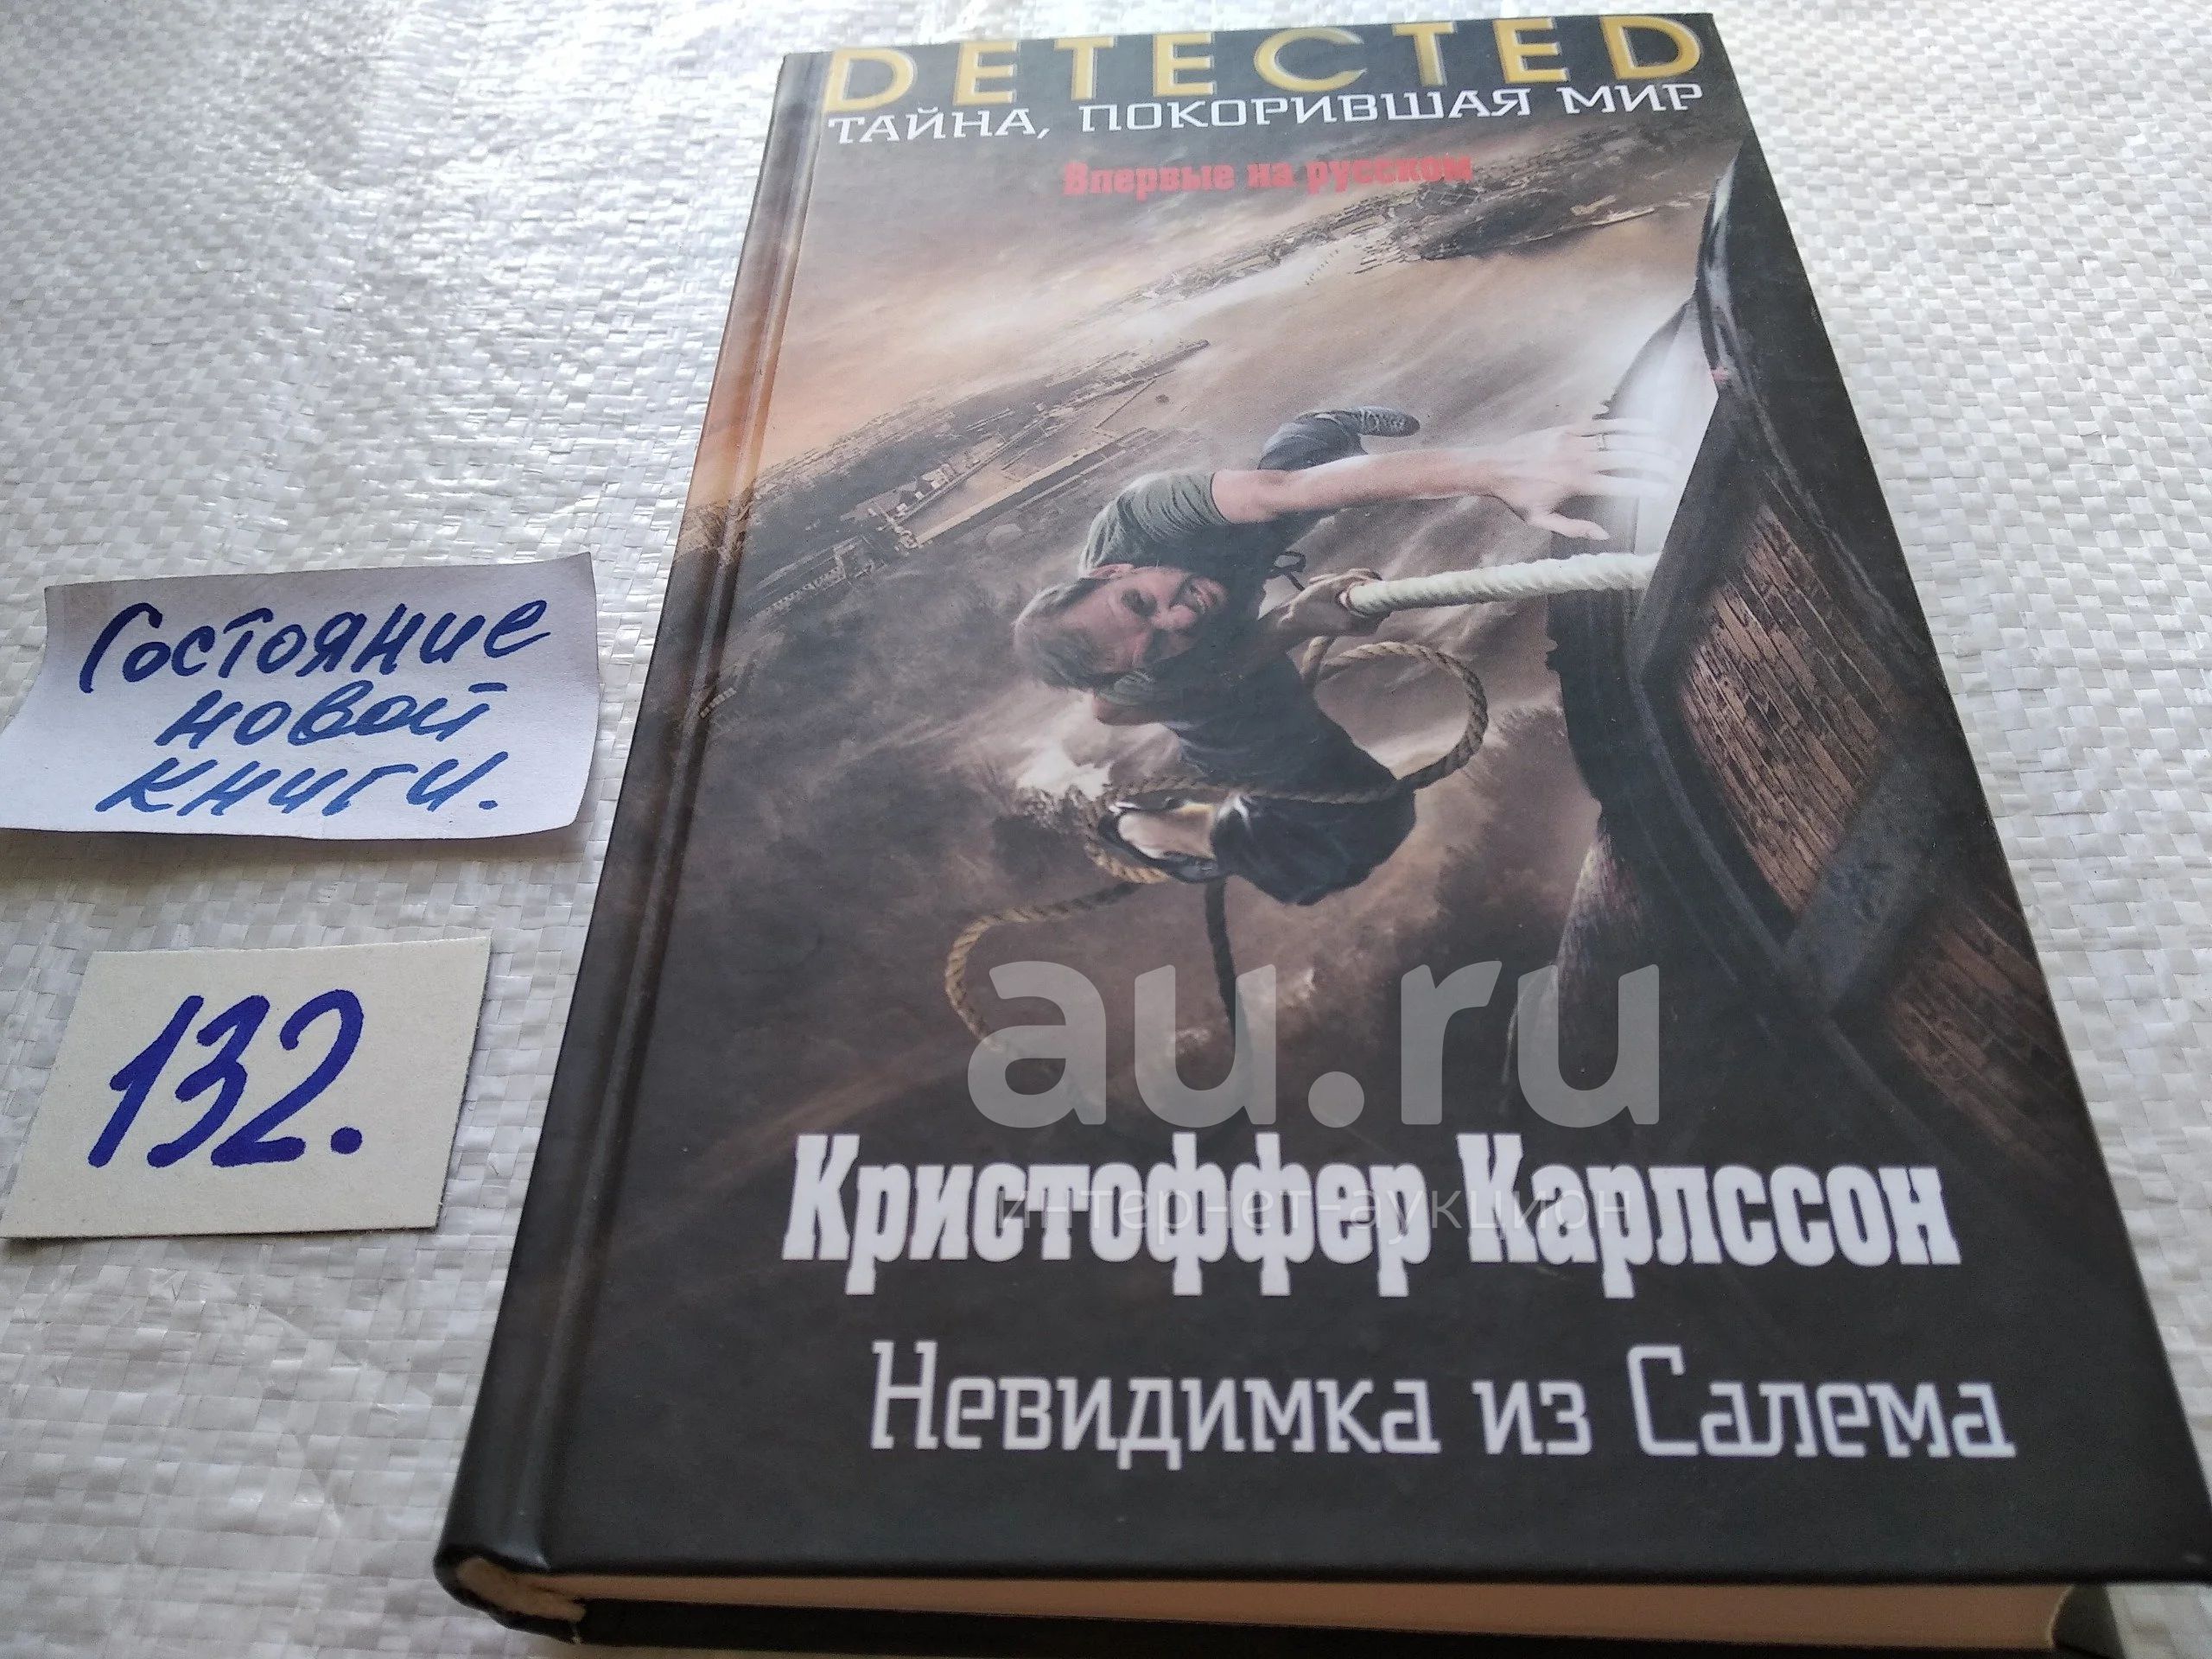 DETECTED
ТАЙНА, ПОКОРИВШАЯ МИР
Впервые на русском
Состояние
новой
книги.
132.
au.ru
интернет-аукцион
Кристоффер Карлссон
Невидимка из Салема